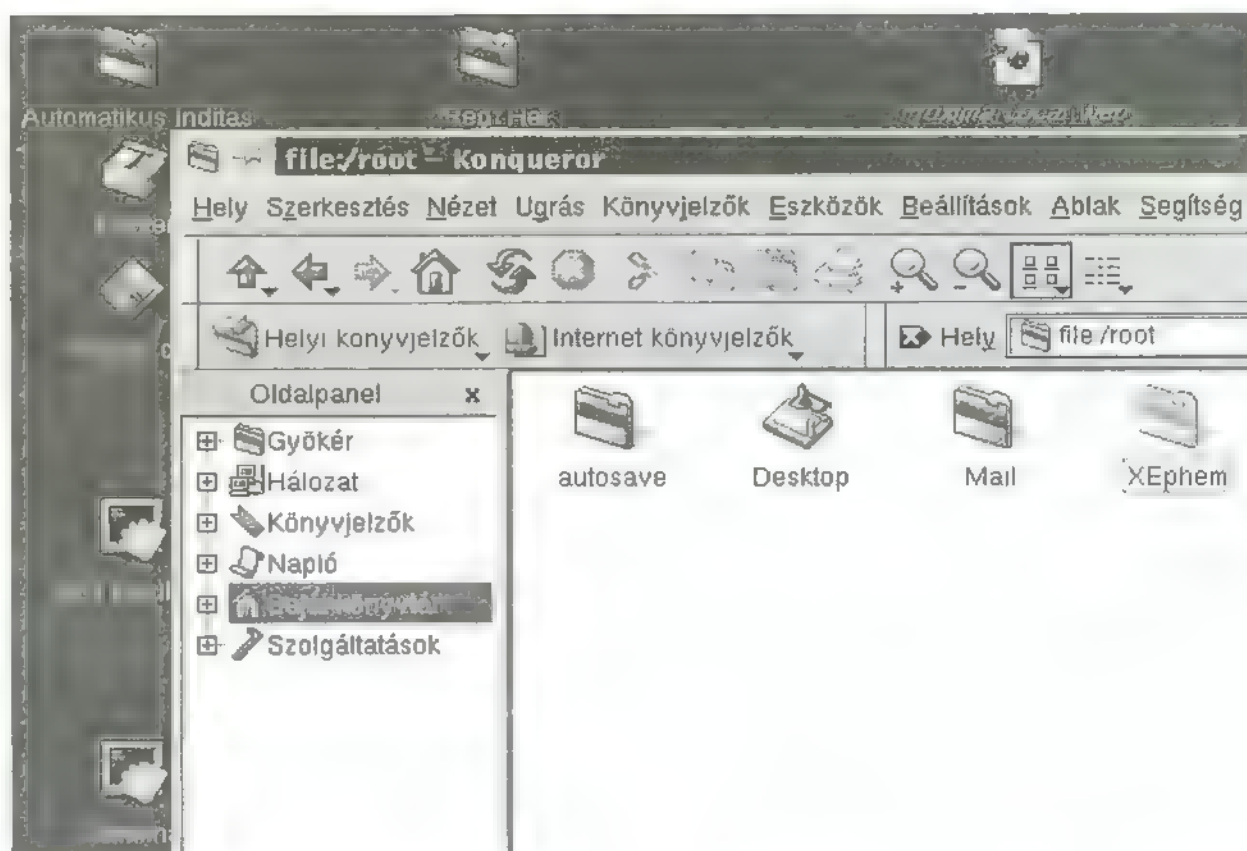 Automatikus Indítás
file:/root – Konqueror
Hely Szerkesztés Nézet Ugrás Könyvjelzők Eszközök Beállítások Ablak Segítség
Helyi konyvjelzők Internet könyvjelzők Hely file /root
Oldalpanel x
autosave Desktop Mail XEphem
Gyökér
Hálozat
Könyvjelzők
Napló
Szolgáltatások